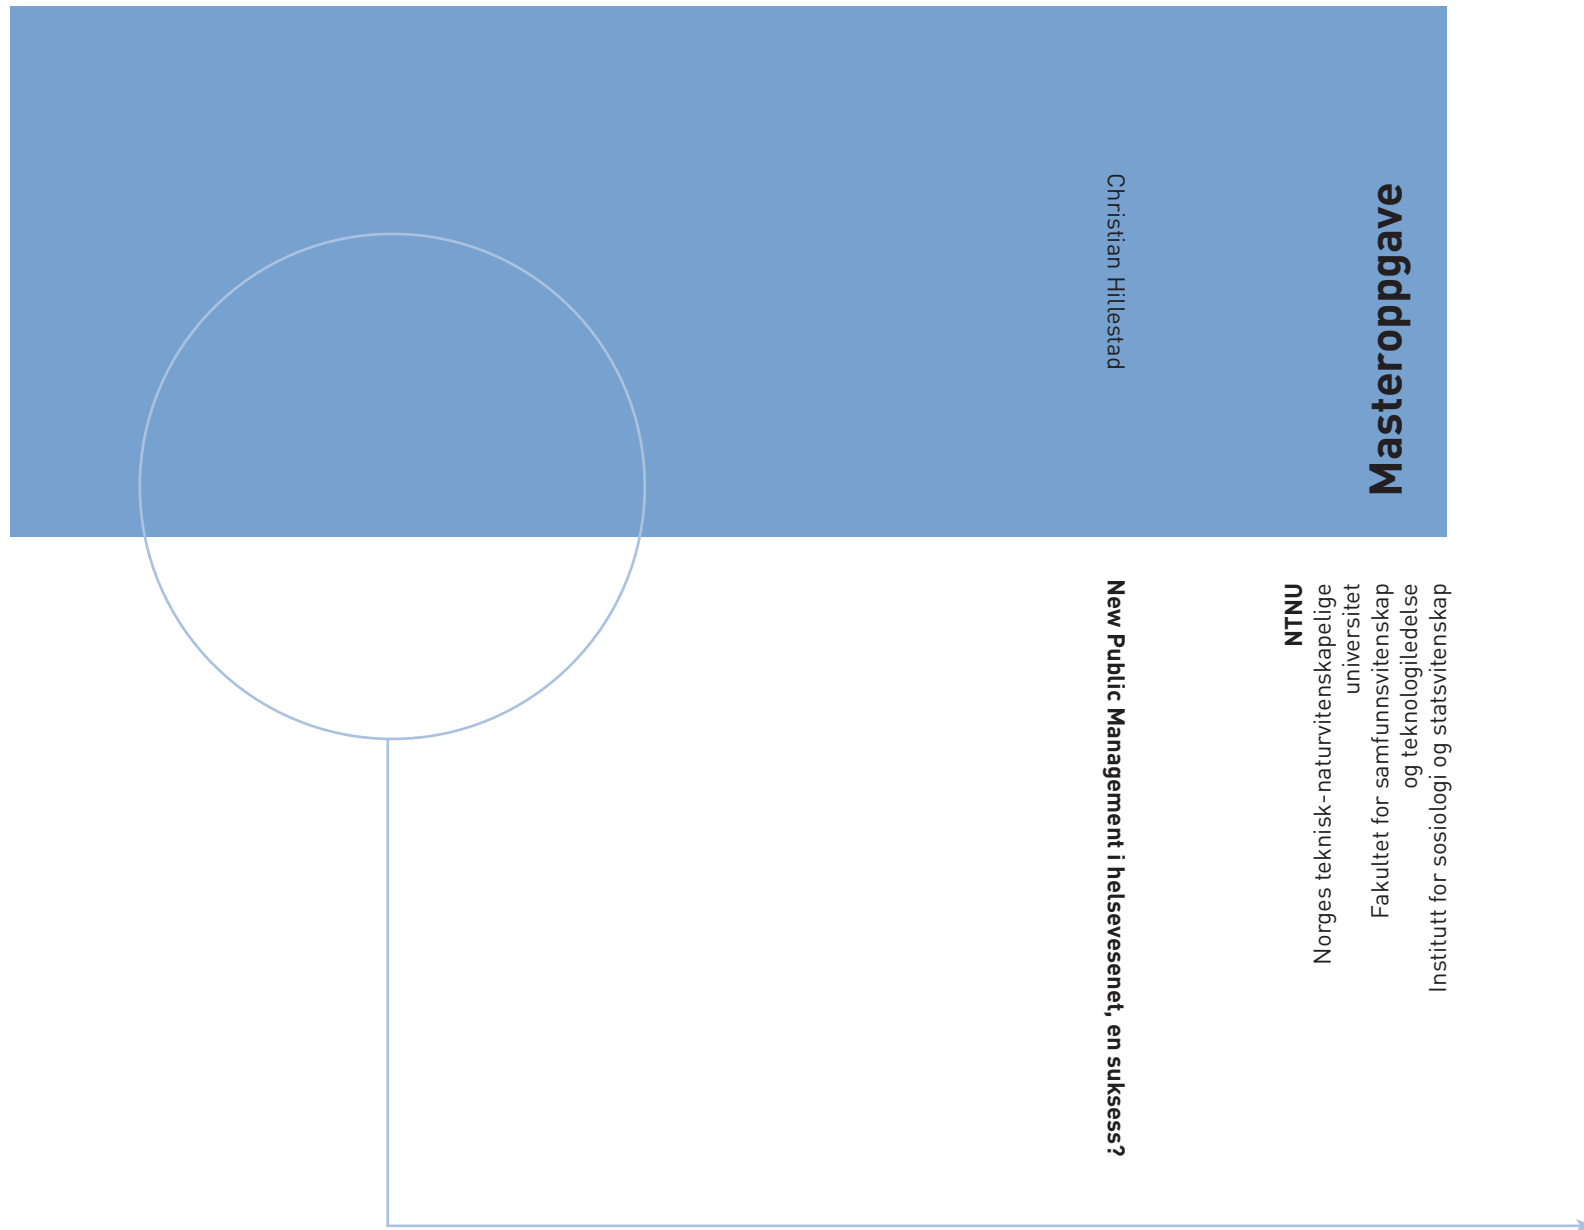 Masteroppgave
NTNU
Norges teknisk-naturvitenskapelige
universitet
Fakultet for samfunnsvitenskap
og teknologiledelse
Institutt for sosiologi og statsvitenskap
Christian Hillestad
New Public Management i helsevesenet, en suksess?